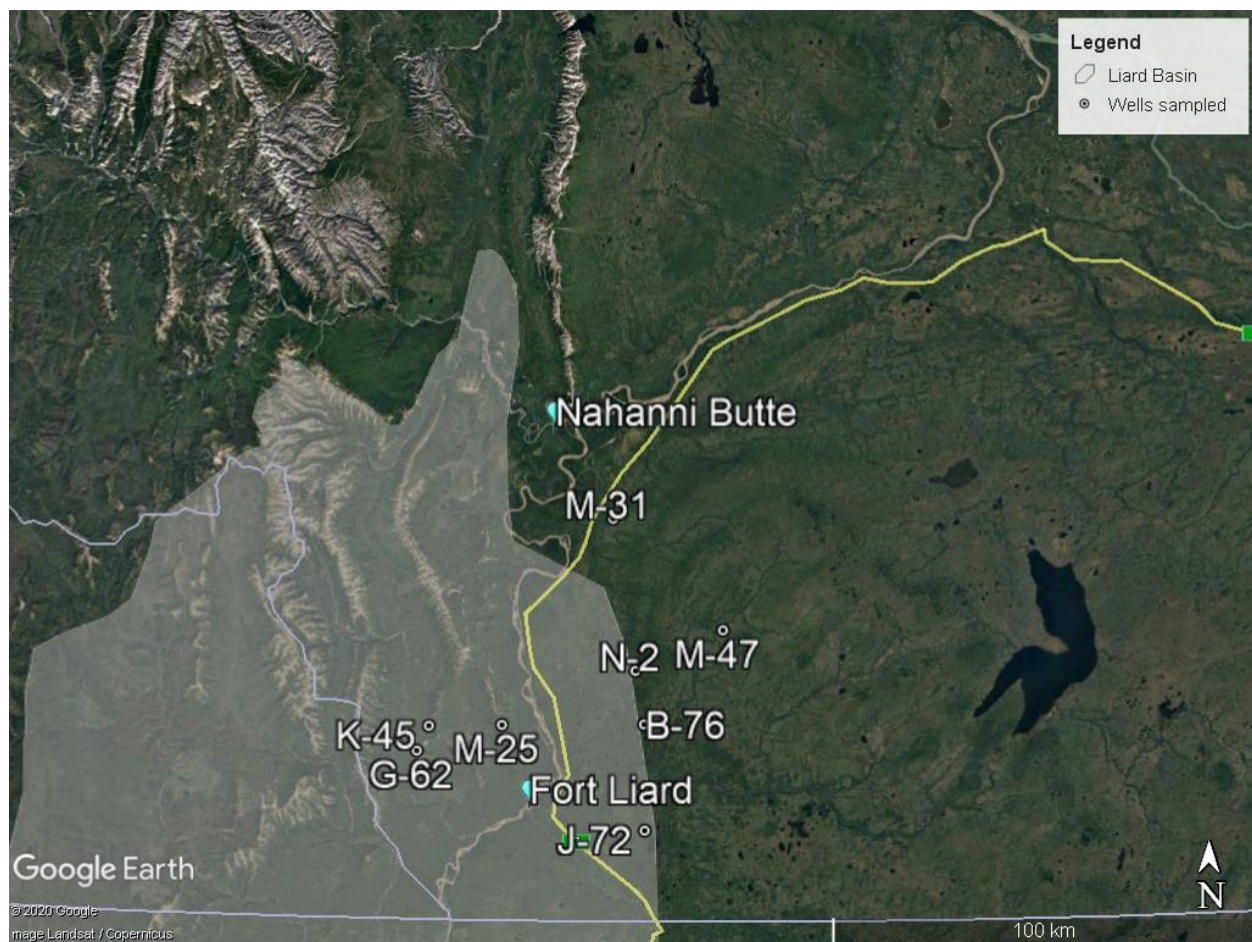 Legend
Liard Basin
Wells sampled
Nahanni Butte
M-31
N-2
M-47
B-76
K-45
M-25
G-62
Fort Liard
J-72
Google Earth
N
© 2020 Google
mage Landsat / Copernicus
100 km